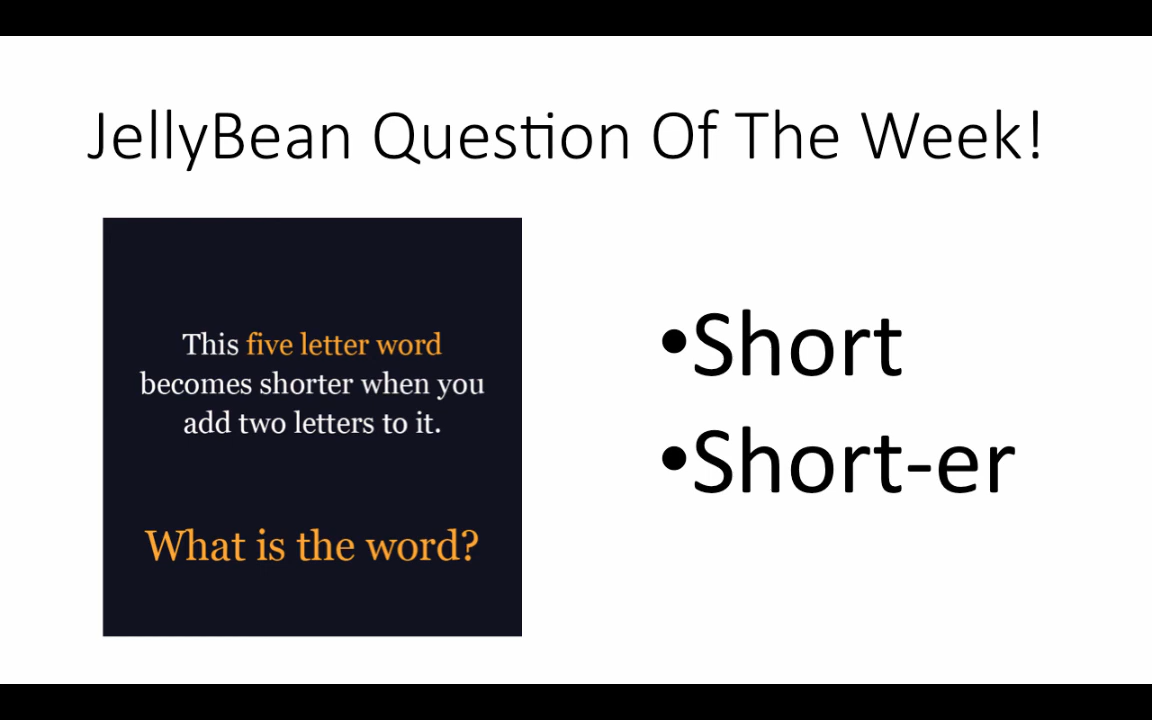 JellyBean Question Of The Week!
This five letter word
becomes shorter when you
add two letters to it.
What is the word?
•Short
•Short-er